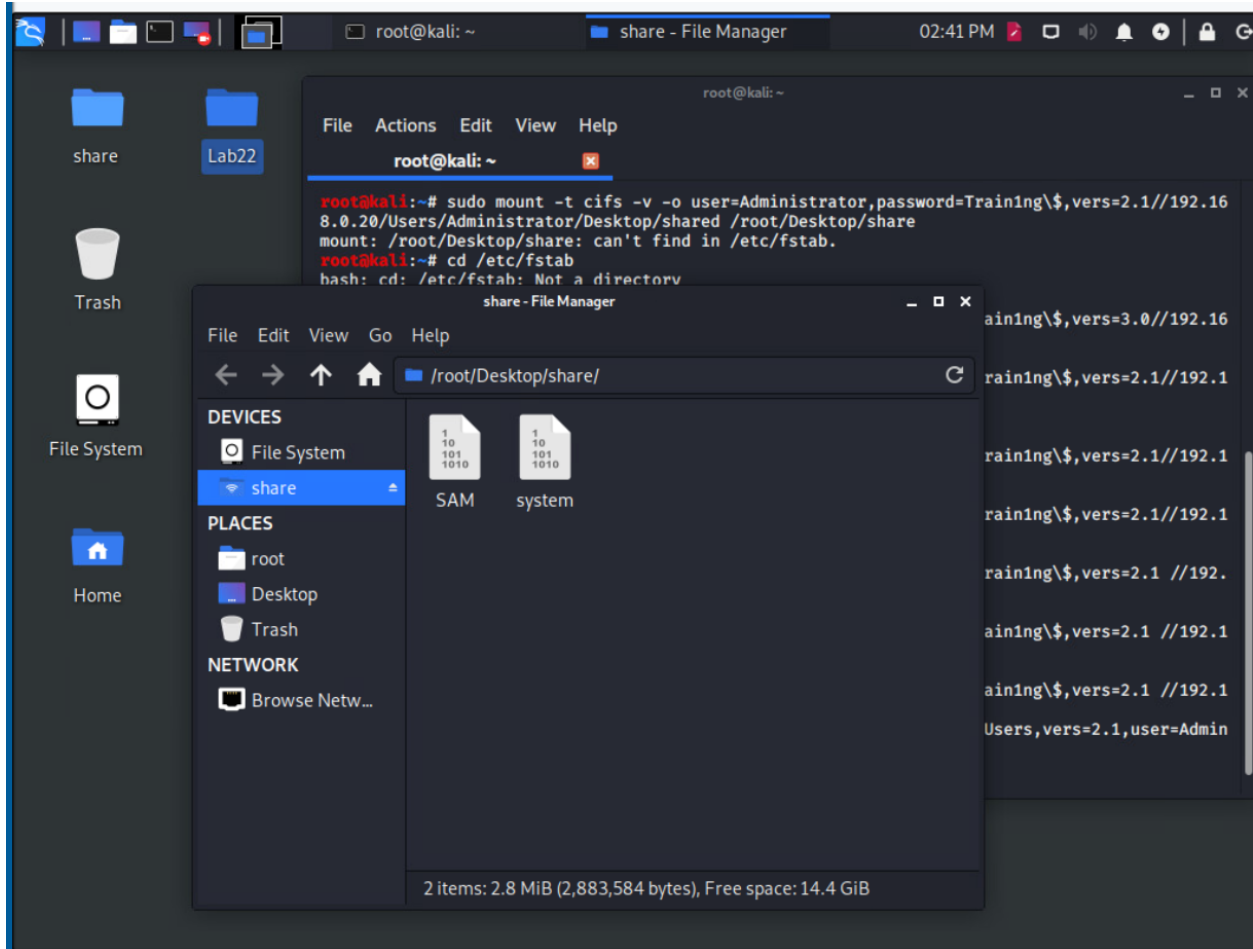 root@kali: ~
share - File Manager
02:41 PM
share
Lab22
Trash
File System
Home
root@kali: ~
File Actions Edit View Help
root@kali: ~
root@kali:~# sudo mount -t cifs -v -o user=Administrator,password=Train1ng\$,vers=2.1//192.16
8.0.20/Users/Administrator/Desktop/shared /root/Desktop/share
mount: /root/Desktop/share: can't find in /etc/fstab.
root@kali:~# cd /etc/fstab
bash: cd: /etc/fstab: Not a directory
ain1ng\$,vers=3.0//192.16
rain1ng\$,vers=2.1//192.1
rain1ng\$,vers=2.1//192.1
rain1ng\$,vers=2.1//192.1
rain1ng\$,vers=2.1 //192.
ain1ng\$,vers=2.1 //192.1
ain1ng\$,vers=2.1 //192.1
Users,vers=2.1,user=Admin
share - File Manager
File Edit View Go Help
/root/Desktop/share/
DEVICES
File System
share
PLACES
root
Desktop
Trash
NETWORK
Browse Netw...
1
10
101
1010
SAM
1
10
101
1010
system
2 items: 2.8 MiB (2,883,584 bytes), Free space: 14.4 GiB